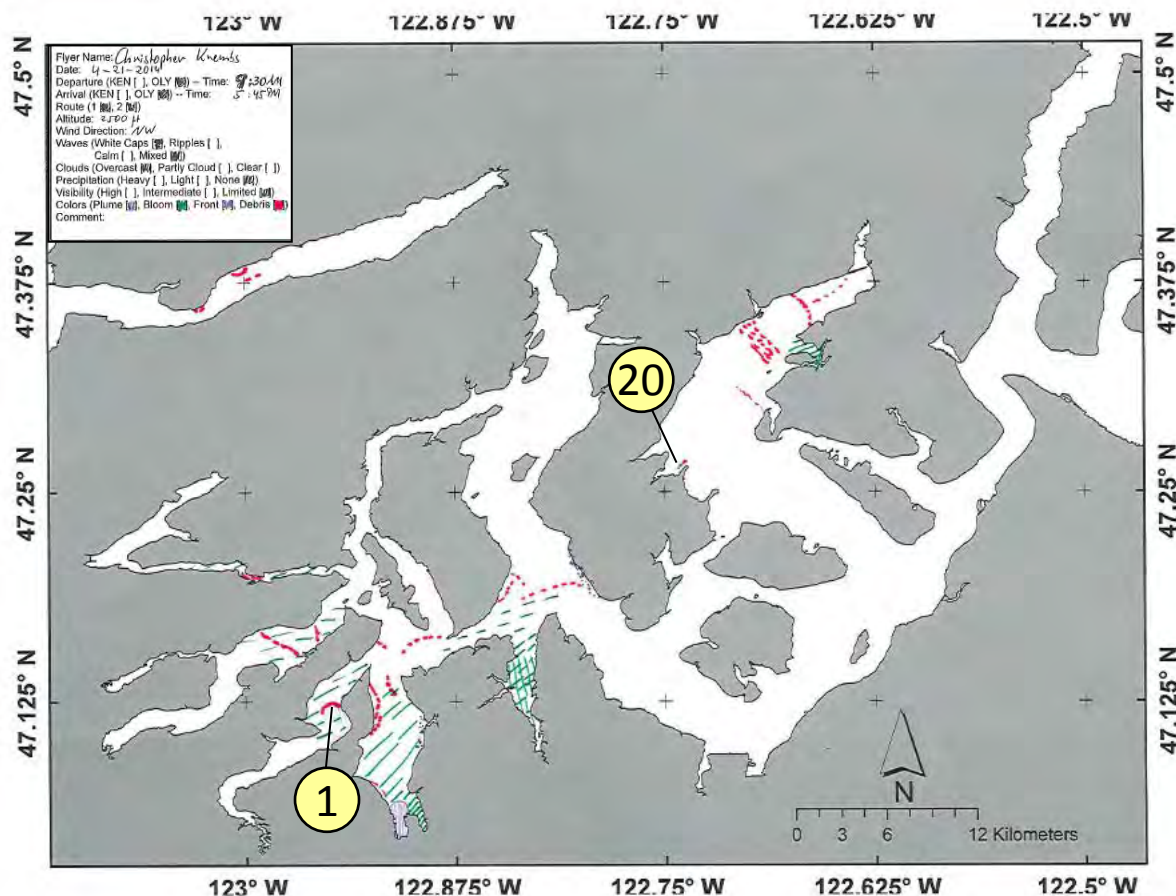 123° W 122.875° W 122.75° W 122.625° W 122.5° W
47.5° N 47.5° N
Flyer Name: Christopher Krembs
Date: 4-21-2014
Departure (KEN [ ], OLY [ ]) -- Time: :30AM
Arrival (KEN [ ], OLY [ ]) -- Time: 5:45PM
Route (1 [ ], 2 [ ])
Altitude: 2500 ft
Wind Direction: NW
Waves (White Caps [ ], Ripples [ ],
Calm [ ], Mixed [ ])
Clouds (Overcast [ ], Partly Cloud [ ], Clear [ ])
Precipitation (Heavy [ ], Light [ ], None [ ])
Visibility (High [ ], Intermediate [ ], Limited [ ])
Colors (Plume [ ], Bloom [ ], Front [ ], Debris [ ])
Comment:
47.375° N 47.375° N
20
47.25° N 47.25° N
47.125° N 47.125° N
1
N
0 3 6 12 Kilometers
123° W 122.875° W 122.75° W 122.625° W 122.5° W